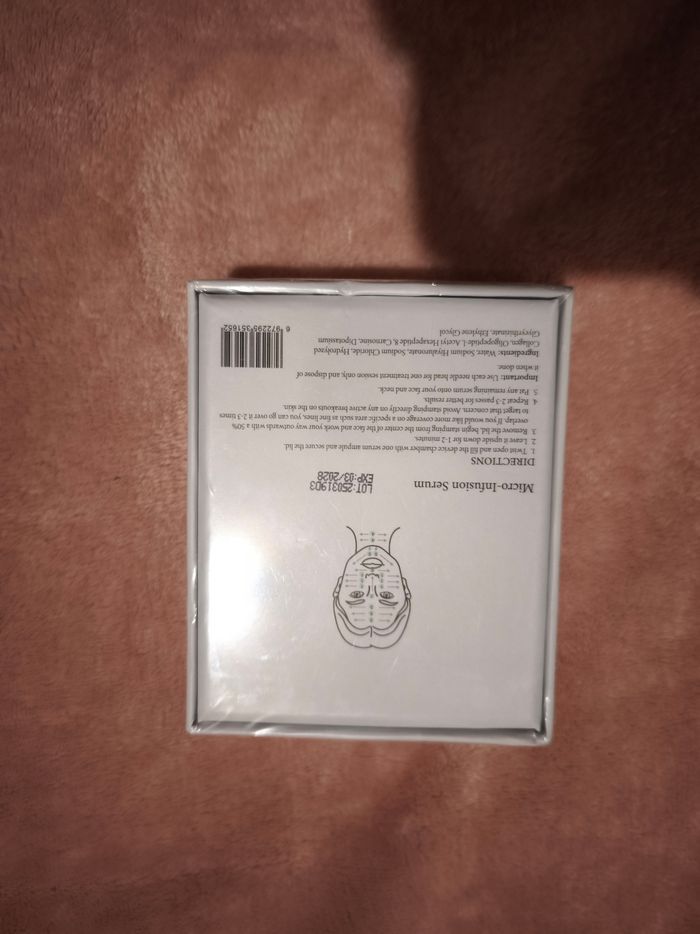 Micro-Infusion Serum
LOT:25031903
EXP:03/2028
DIRECTIONS
1. Twist open and fill the device chamber with one serum ampule and secure the lid.
2. Leave it upside down for 1-2 minutes.
3. Remove the lid, begin stamping from the center of the face and work your way outwards with a 50%
overlap. If you would like more coverage on a specific area such as fine lines, you can go over it 2-3 times
to target that concern. Avoid stamping directly on any active breakouts on the skin.
4. Repeat 2-3 passes for better results.
5. Pat any remaining serum onto your face and neck.
Important: Use each needle head for one treatment session only, and dispose of
it when done.
Ingredients: Water, Sodium Hyaluronate, Sodium Chloride, Hydrolyzed
Collagen, Oligopeptide-1, Acetyl Hexapeptide 8, Carnosine, Dipotassium
Glycyrrhizinate, Ethylene Glycol
6 972295 351652